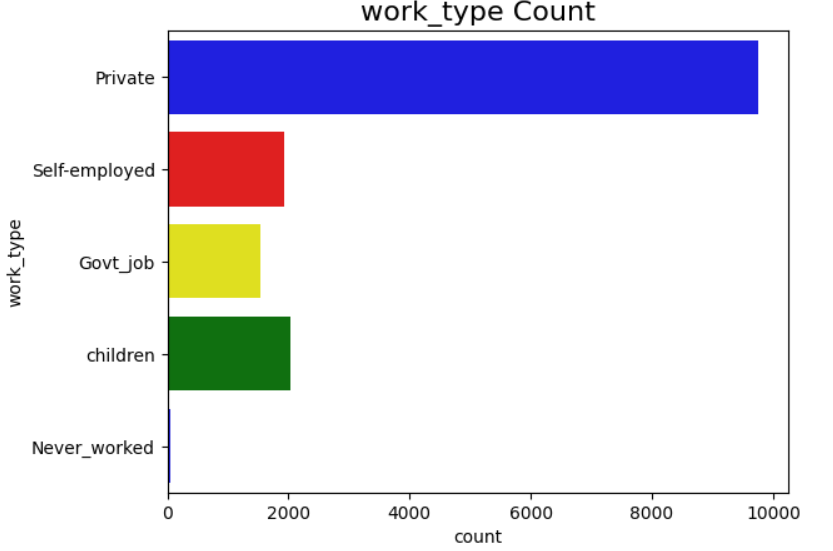 work_type Count
work_type
Private
Self-employed
Govt_job
children
Never_worked
0 2000 4000 6000 8000 10000
count